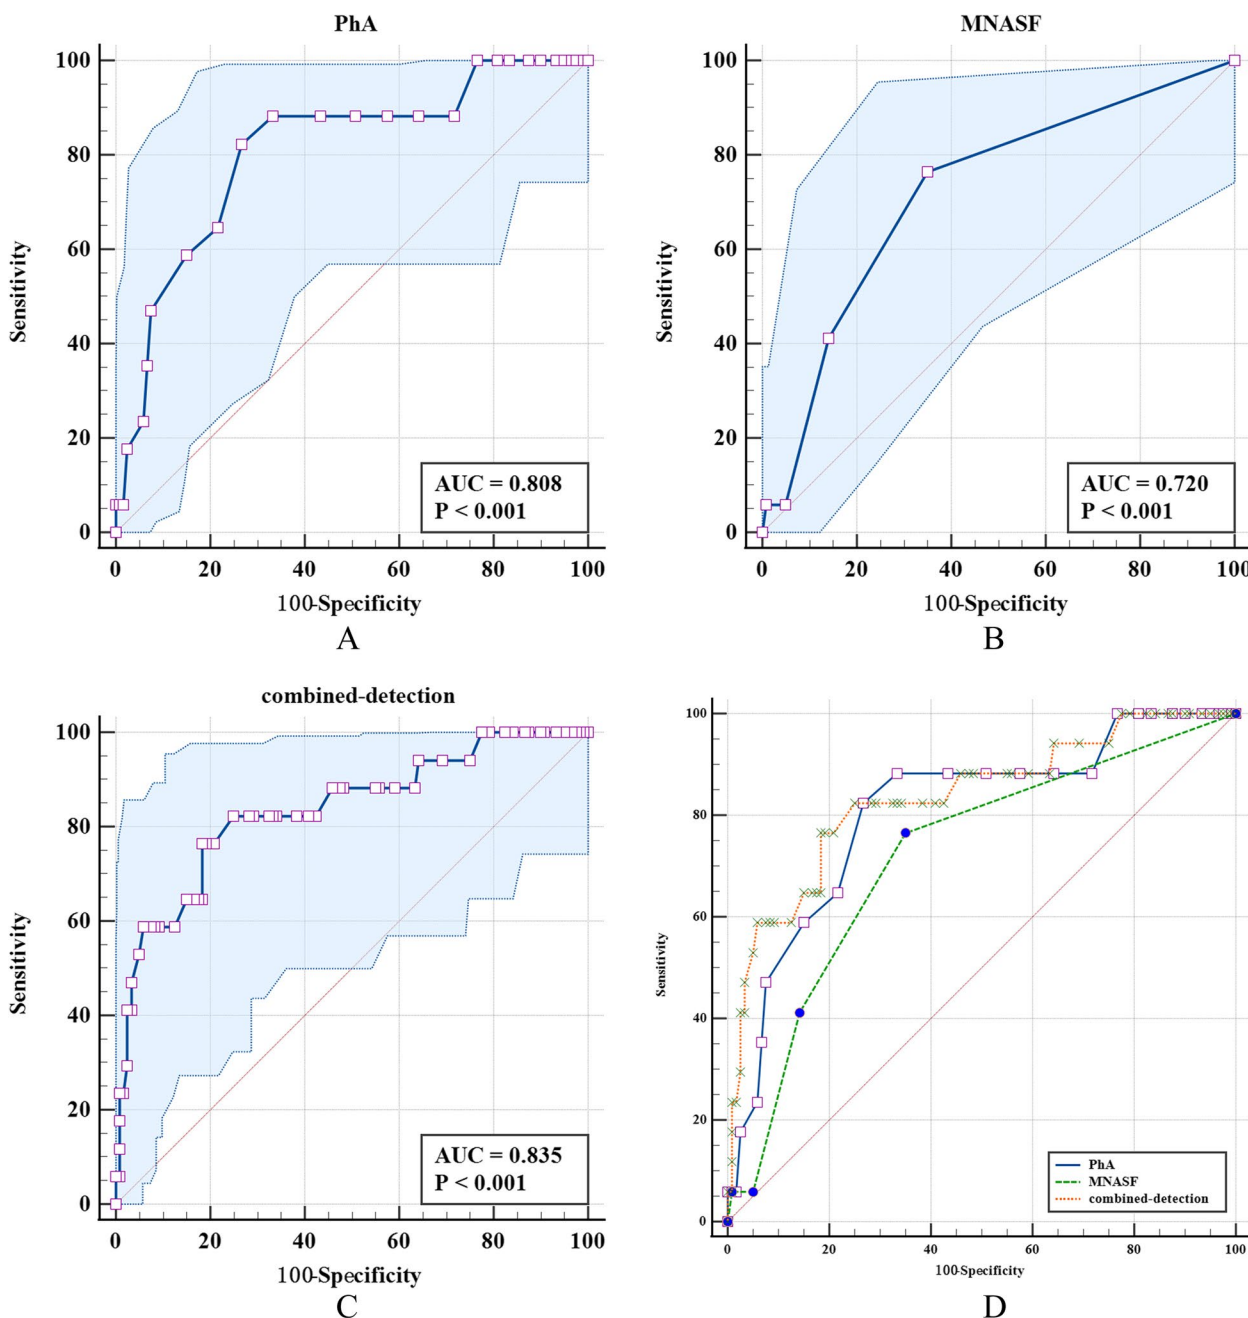 PhA
100
80
60
40
20
0
Sensitivity
AUC = 0.808
P < 0.001
0 20 40 60 80 100
100-Specificity
A
MNASF
100
80
60
40
20
0
Sensitivity
AUC = 0.720
P < 0.001
0 20 40 60 80 100
100-Specificity
B
combined-detection
100
80
60
40
20
0
Sensitivity
AUC = 0.835
P < 0.001
0 20 40 60 80 100
100-Specificity
C
100
80
60
40
20
0
Sensitivity
PhA
MNASF
combined-detection
0 20 40 60 80 100
100-Specificity
D